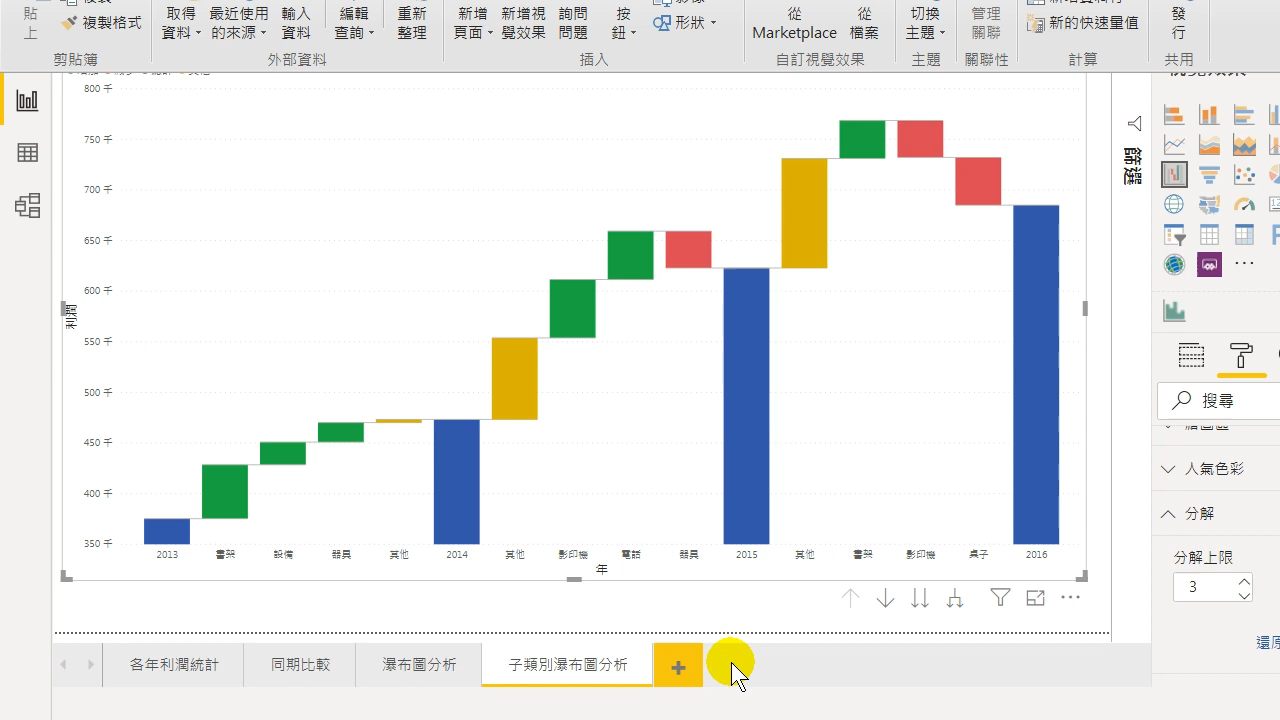 貼上
複製格式
取得資料
最近使用的來源
輸入資料
編輯查詢
重新整理
新增頁面
新增視覺效果
詢問問題
按鈕
形狀
從 Marketplace
從檔案
切換主題
管理關聯
新的快速量值
發行
剪貼簿
外部資料
插入
自訂視覺效果
主題
關聯性
計算
共用
800 千
750 千
700 千
650 千
600 千
550 千
500 千
450 千
400 千
350 千
利潤
2013
書架
設備
器具
其他
2014
其他
影印機
電話
器具
2015
其他
書架
影印機
桌子
2016
年
篩選
搜尋
人氣色彩
分解
分解上限
3
各年利潤統計
同期比較
瀑布圖分析
子類別瀑布圖分析